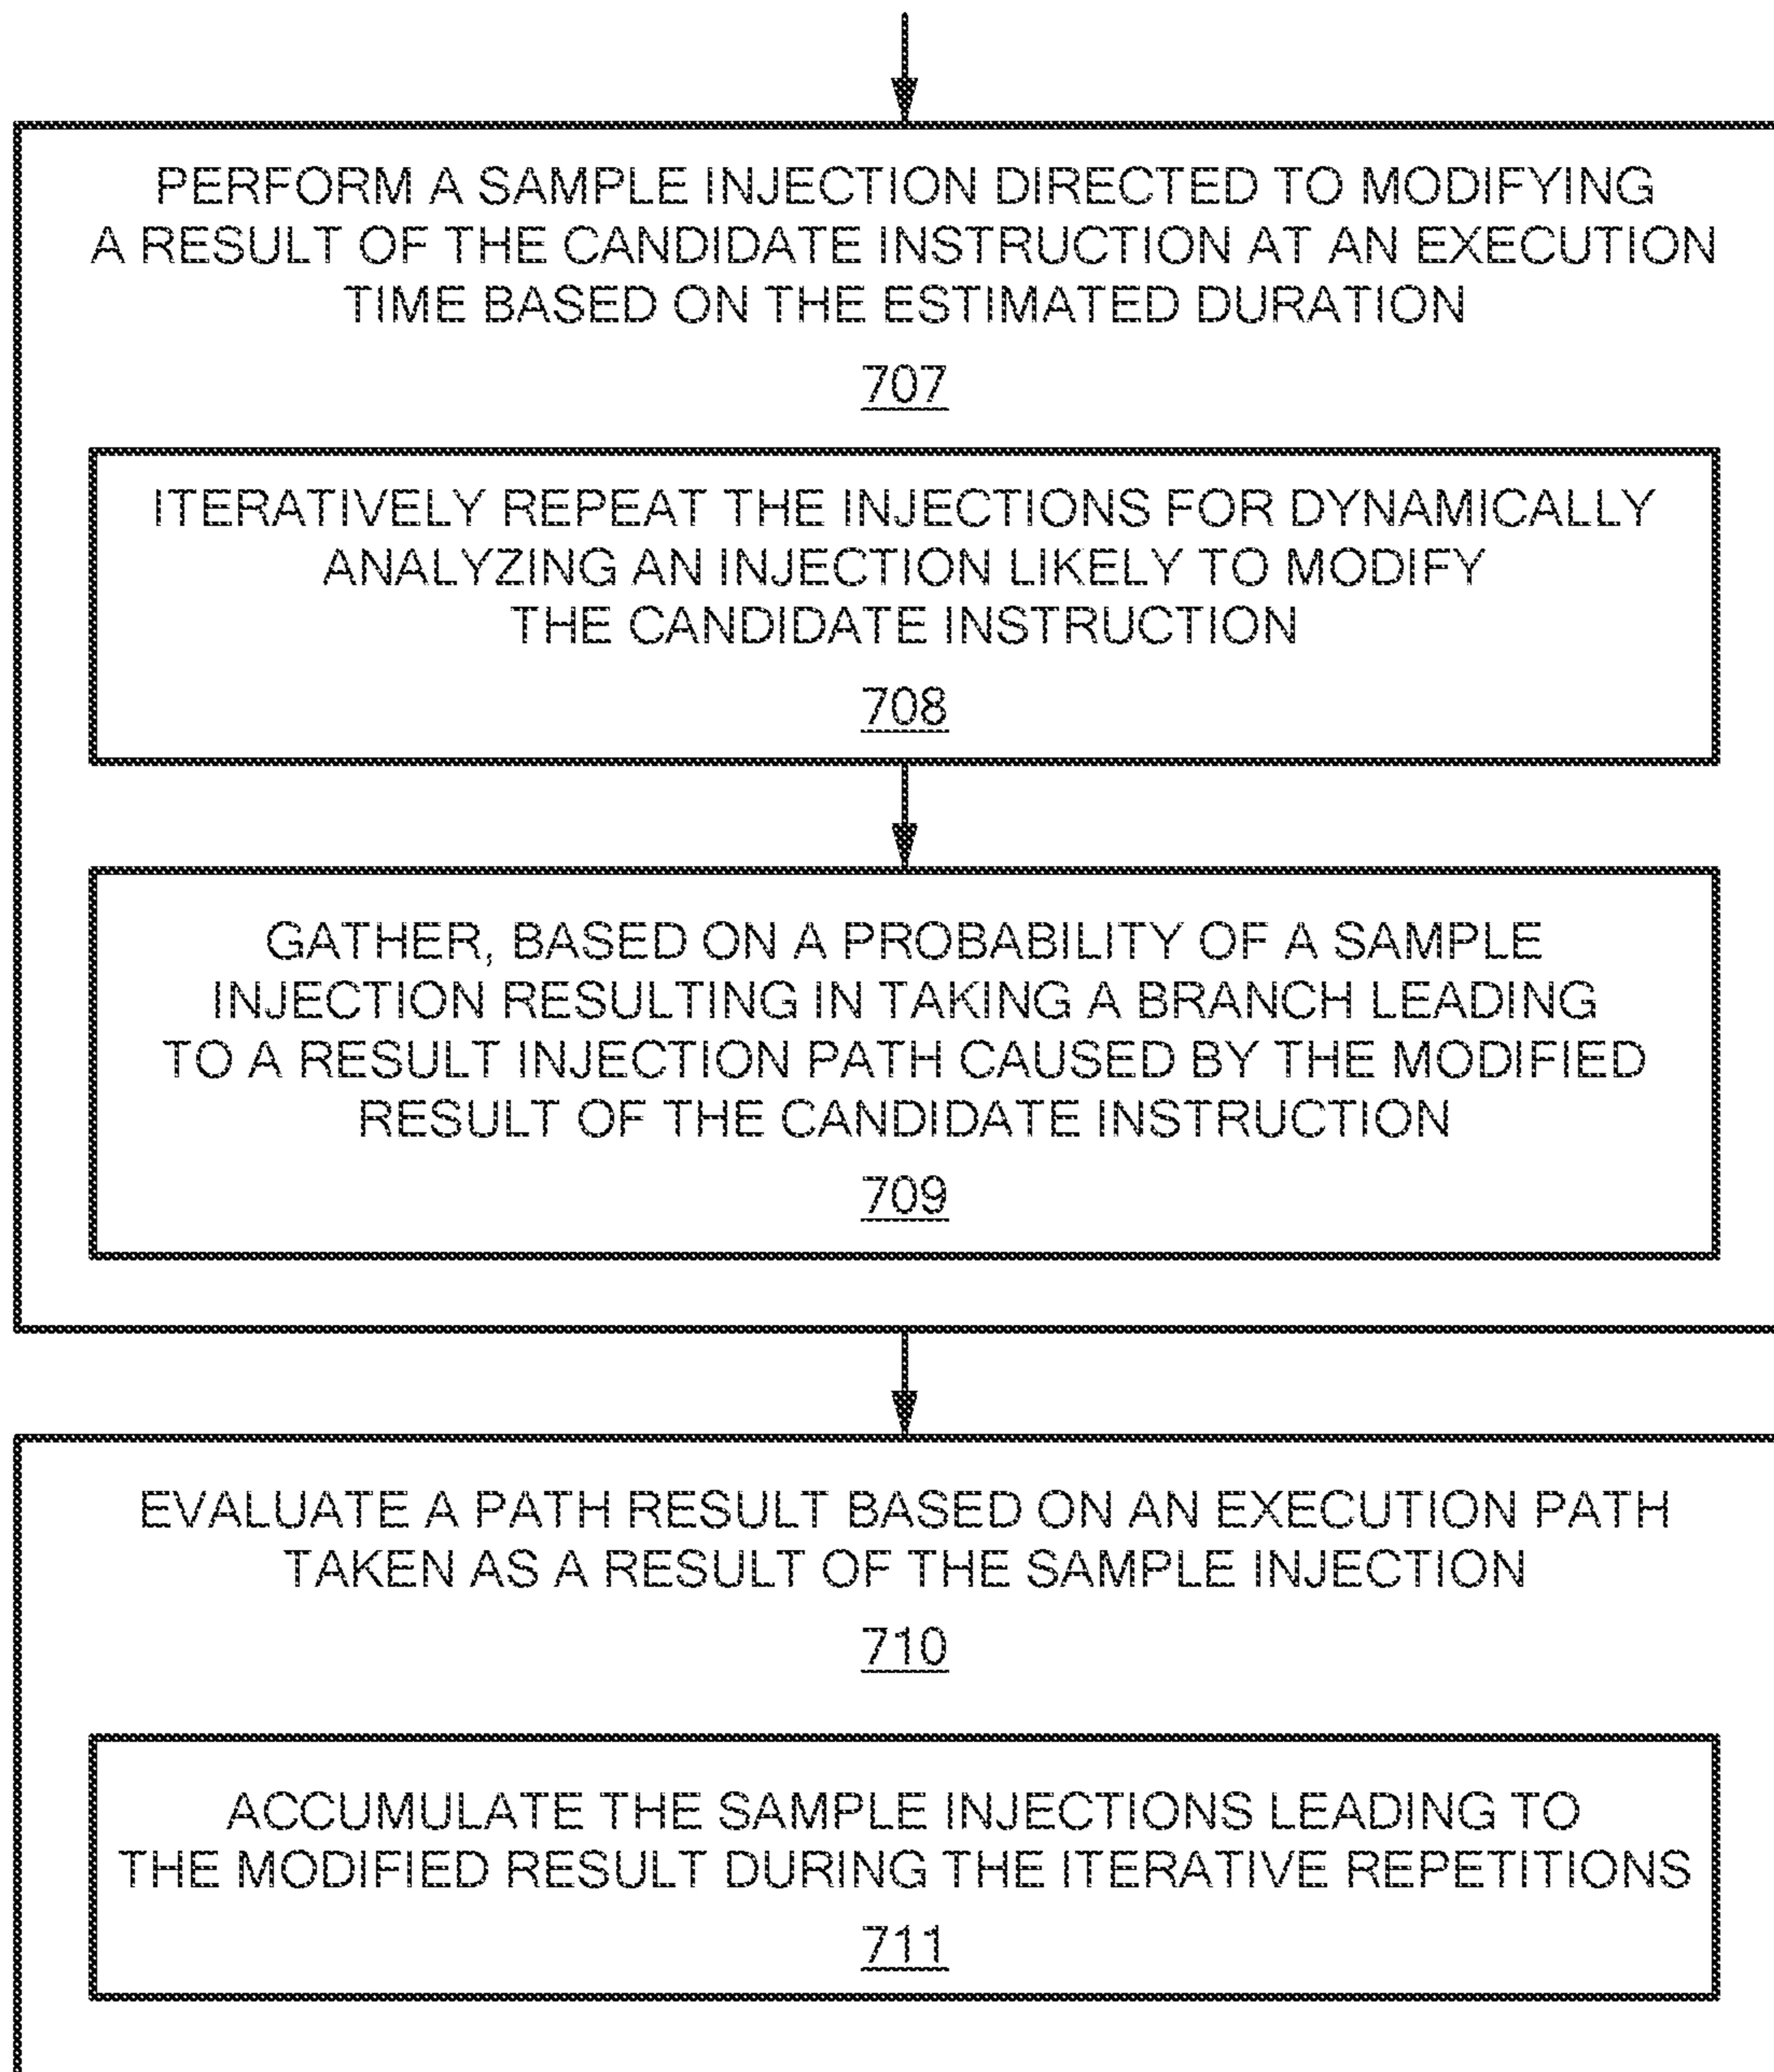 PERFORM A SAMPLE INJECTION DIRECTED TO MODIFYING
A RESULT OF THE CANDIDATE INSTRUCTION AT AN EXECUTION
TIME BASED ON THE ESTIMATED DURATION
707
ITERATIVELY REPEAT THE INJECTIONS FOR DYNAMICALLY
ANALYZING AN INJECTION LIKELY TO MODIFY
THE CANDIDATE INSTRUCTION
708
GATHER, BASED ON A PROBABILITY OF A SAMPLE
INJECTION RESULTING IN TAKING A BRANCH LEADING
TO A RESULT INJECTION PATH CAUSED BY THE MODIFIED
RESULT OF THE CANDIDATE INSTRUCTION
709
EVALUATE A PATH RESULT BASED ON AN EXECUTION PATH
TAKEN AS A RESULT OF THE SAMPLE INJECTION
710
ACCUMULATE THE SAMPLE INJECTIONS LEADING TO
THE MODIFIED RESULT DURING THE ITERATIVE REPETITIONS
711